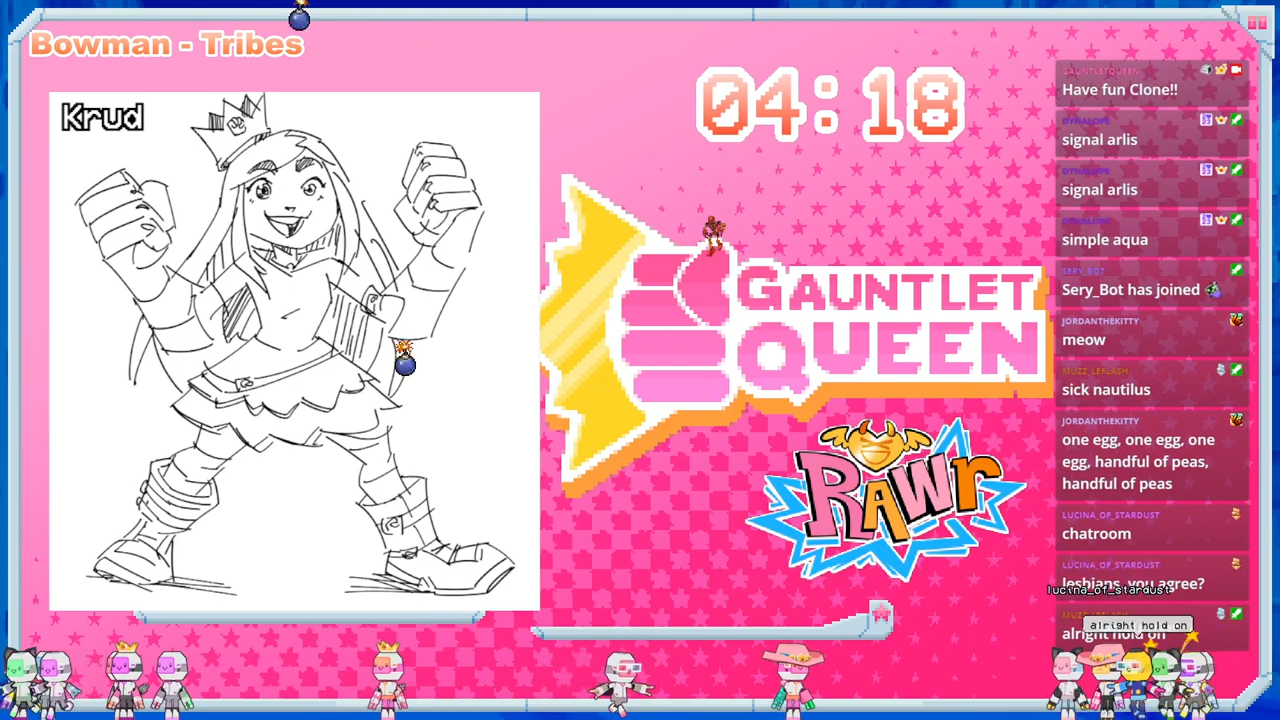 Bowman - Tribes
Krud
04:18
GAUNTLET
QUEEN
RAWr
GAUNTLETQUEEN
Have fun Clone!!
DYNALOPE
signal arlis
DYNALOPE
signal arlis
DYNALOPE
simple aqua
SERY_BOT
Sery_Bot has joined
JORDANTHEKITTY
meow
MUZZ_LEFLASH
sick nautilus
JORDANTHEKITTY
one egg, one egg, one
egg, handful of peas,
handful of peas
LUCINA_OF_STARDUST
chatroom
LUCINA_OF_STARDUST
lesbians, you agree?
lucina_of_stardust
alright hold on
alright hold on